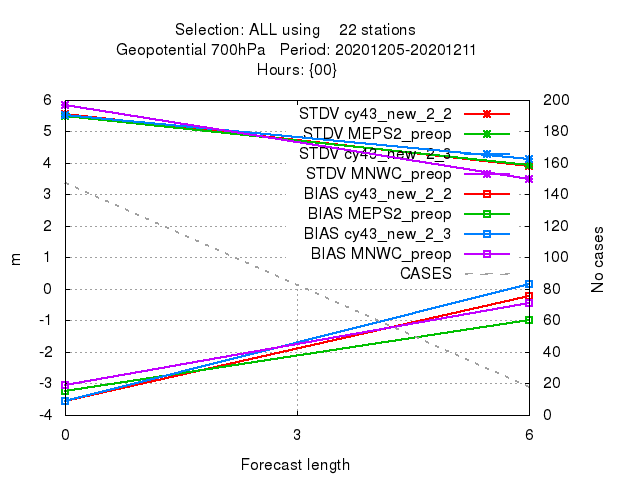 Selection: ALL using 22 stations
Geopotential 700hPa Period: 20201205-20201211
Hours: {00}
6 200
5 180
4 160
3 140
2 120
1 100
0 80
-1 60
-2 40
-3 20
-4 0
m
No cases
STDV cy43_new_2_2
STDV MEPS2_preop
STDV cy43_new_2_3
STDV MNWC_preop
BIAS cy43_new_2_2
BIAS MEPS2_preop
BIAS cy43_new_2_3
BIAS MNWC_preop
CASES
0 3 6
Forecast length